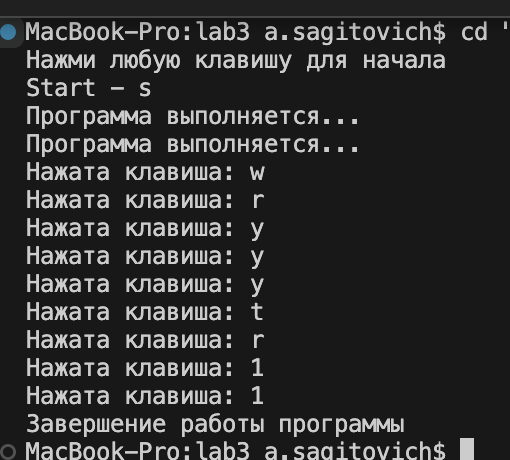 MacBook-Pro:lab3 a.sagitovich$ cd '
Нажми любую клавишу для начала
Start - s
Программа выполняется...
Программа выполняется...
Нажата клавиша: w
Нажата клавиша: r
Нажата клавиша: y
Нажата клавиша: y
Нажата клавиша: y
Нажата клавиша: t
Нажата клавиша: r
Нажата клавиша: 1
Нажата клавиша: 1
Завершение работы программы
MacBook-Pro:lab3 a.sagitovich$